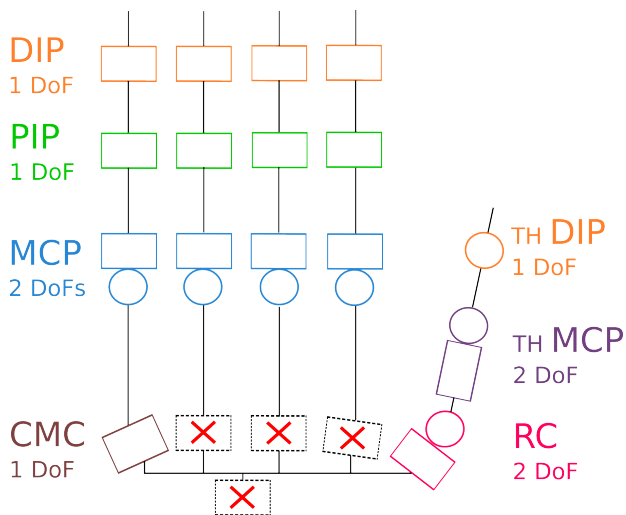 DIP
1 DoF
PIP
1 DoF
MCP
2 DoFs
CMC
1 DoF
TH DIP
1 DoF
TH MCP
2 DoF
RC
2 DoF